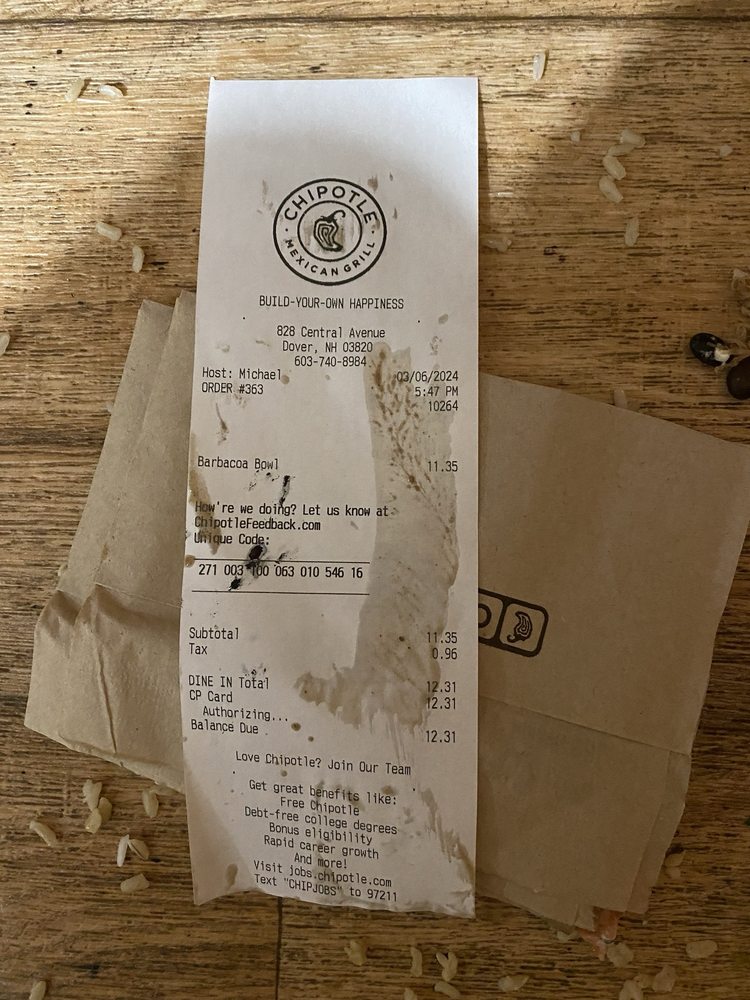 CHIPOTLE
MEXICAN GRILL
BUILD-YOUR-OWN HAPPINESS
828 Central Avenue
Dover, NH 03820
603-740-8984
Host: Michael 03/06/2024
ORDER #363 5:47 PM
10264
Barbacoa Bowl 11.35
How're we doing? Let us know at
ChipotleFeedback.com
Unique Code:
271 003 100 063 010 546 16
Subtotal 11.35
Tax 0.96
DINE IN Total 12.31
CP Card 12.31
Authorizing...
Balance Due 12.31
Love Chipotle? Join Our Team
Get great benefits like:
Free Chipotle
Debt-free college degrees
Bonus eligibility
Rapid career growth
And more!
Visit jobs.chipotle.com
Text "CHIPJOBS" to 97211